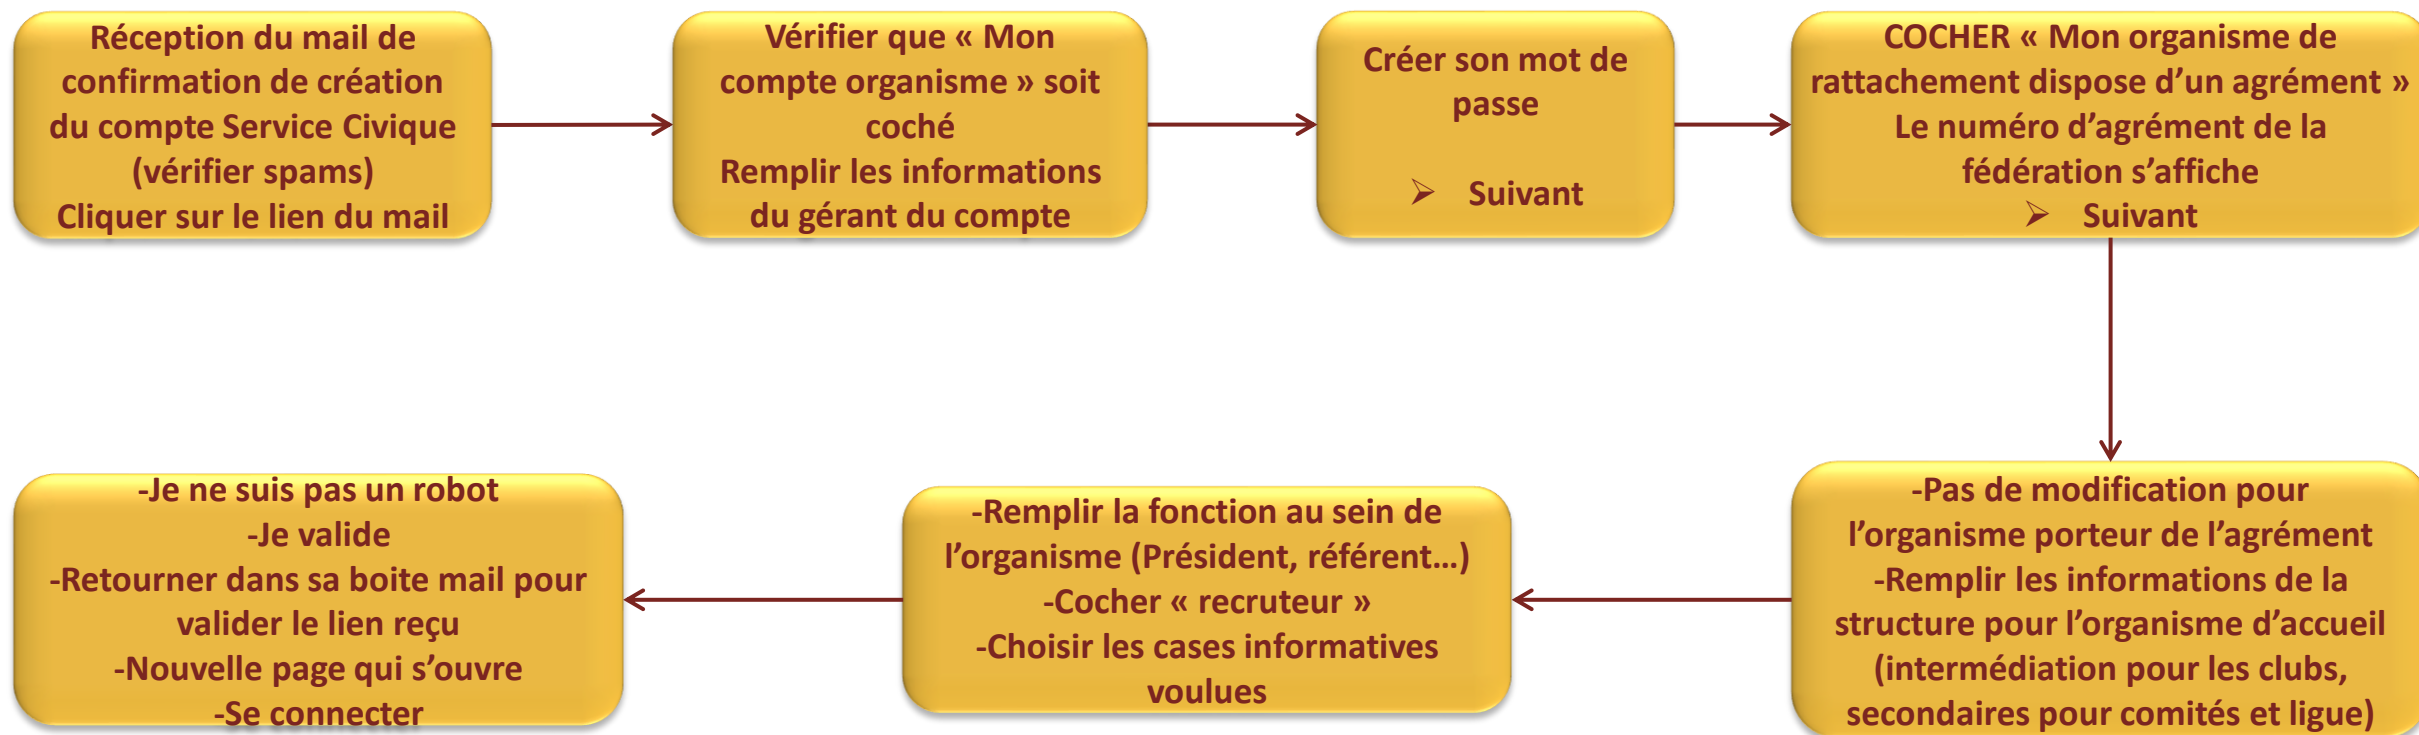 Réception du mail de
confirmation de création
du compte Service Civique
(vérifier spams)
Cliquer sur le lien du mail
Vérifier que « Mon
compte organisme » soit
coché
Remplir les informations
du gérant du compte
Créer son mot de
passe
➢ Suivant
COCHER « Mon organisme de
rattachement dispose d’un agrément »
Le numéro d’agrément de la
fédération s’affiche
➢ Suivant
-Pas de modification pour
l’organisme porteur de l’agrément
-Remplir les informations de la
structure pour l’organisme d’accueil
(intermédiation pour les clubs,
secondaires pour comités et ligue)
-Remplir la fonction au sein de
l’organisme (Président, référent…)
-Cocher « recruteur »
-Choisir les cases informatives
voulues
-Je ne suis pas un robot
-Je valide
-Retourner dans sa boite mail pour
valider le lien reçu
-Nouvelle page qui s’ouvre
-Se connecter